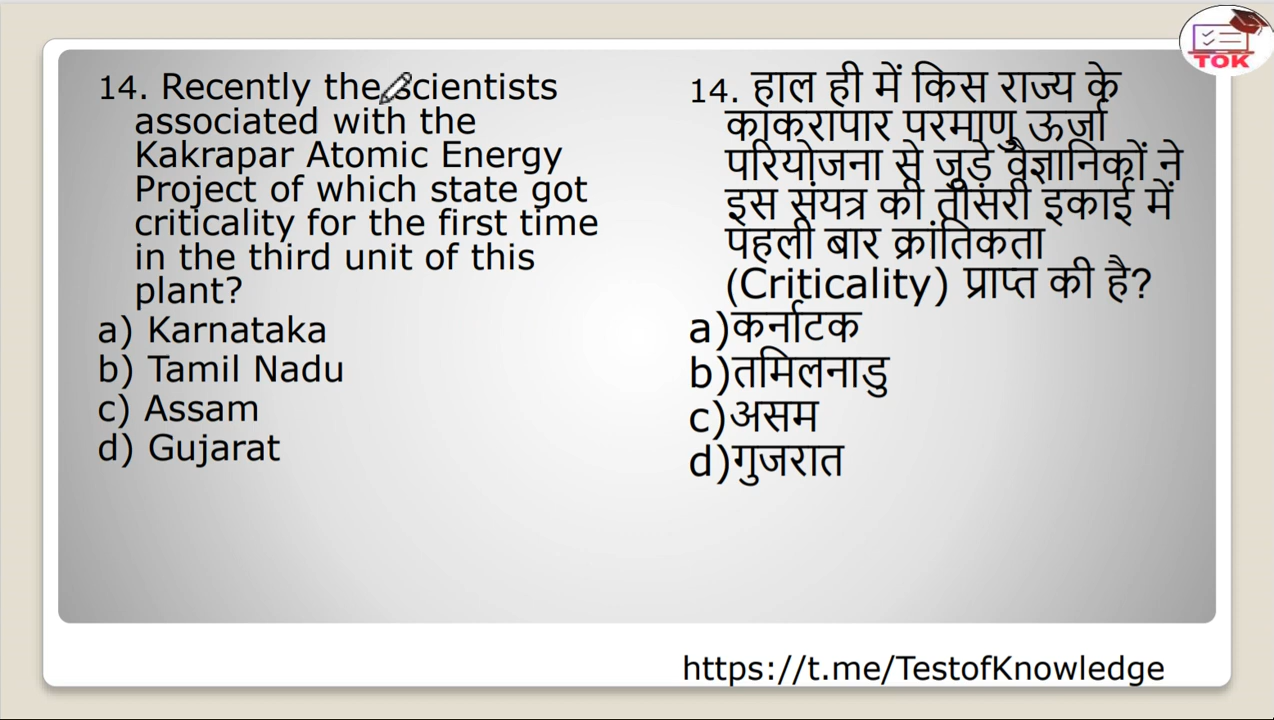 TOK
14. Recently the Scientists
associated with the
Kakrapar Atomic Energy
Project of which state got
criticality for the first time
in the third unit of this
plant?
a) Karnataka
b) Tamil Nadu
c) Assam
d) Gujarat
14. हाल ही में किस राज्य के
काकरापार परमाणु ऊर्जा
परियोजना से जुड़े वैज्ञानिकों ने
इस संयत्र की तीसरी इकाई में
पहली बार क्रांतिकता
(Criticality) प्राप्त की है?
a)कर्नाटक
b)तमिलनाडु
c)असम
d)गुजरात
https://t.me/TestofKnowledge